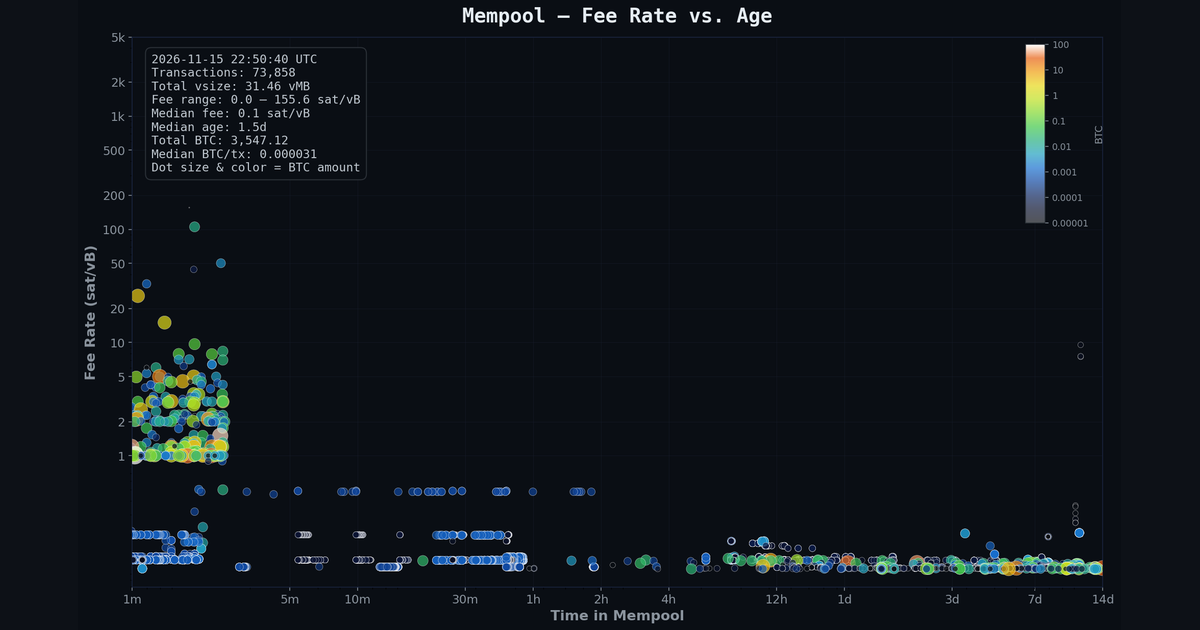 Mempool — Fee Rate vs. Age
2026-11-15 22:50:40 UTC
Transactions: 73,858
Total vsize: 31.46 vMB
Fee range: 0.0 — 155.6 sat/vB
Median fee: 0.1 sat/vB
Median age: 1.5d
Total BTC: 3,547.12
Median BTC/tx: 0.000031
Dot size & color = BTC amount
100
10
1
0.1
0.01
0.001
0.0001
0.00001
BTC
5k
2k
1k
500
200
100
50
20
10
5
2
1
Fee Rate (sat/vB)
1m
5m
10m
30m
1h
2h
4h
12h
1d
3d
7d
14d
Time in Mempool